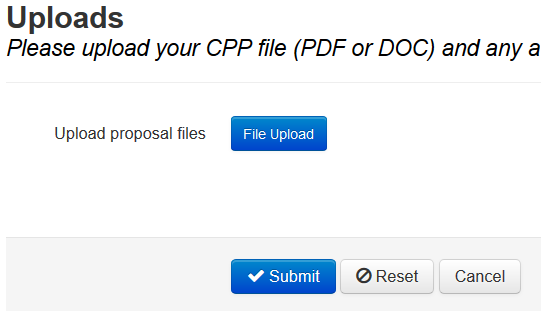 Uploads
Please upload your CPP file (PDF or DOC) and any a
Upload proposal files File Upload
Submit Reset Cancel